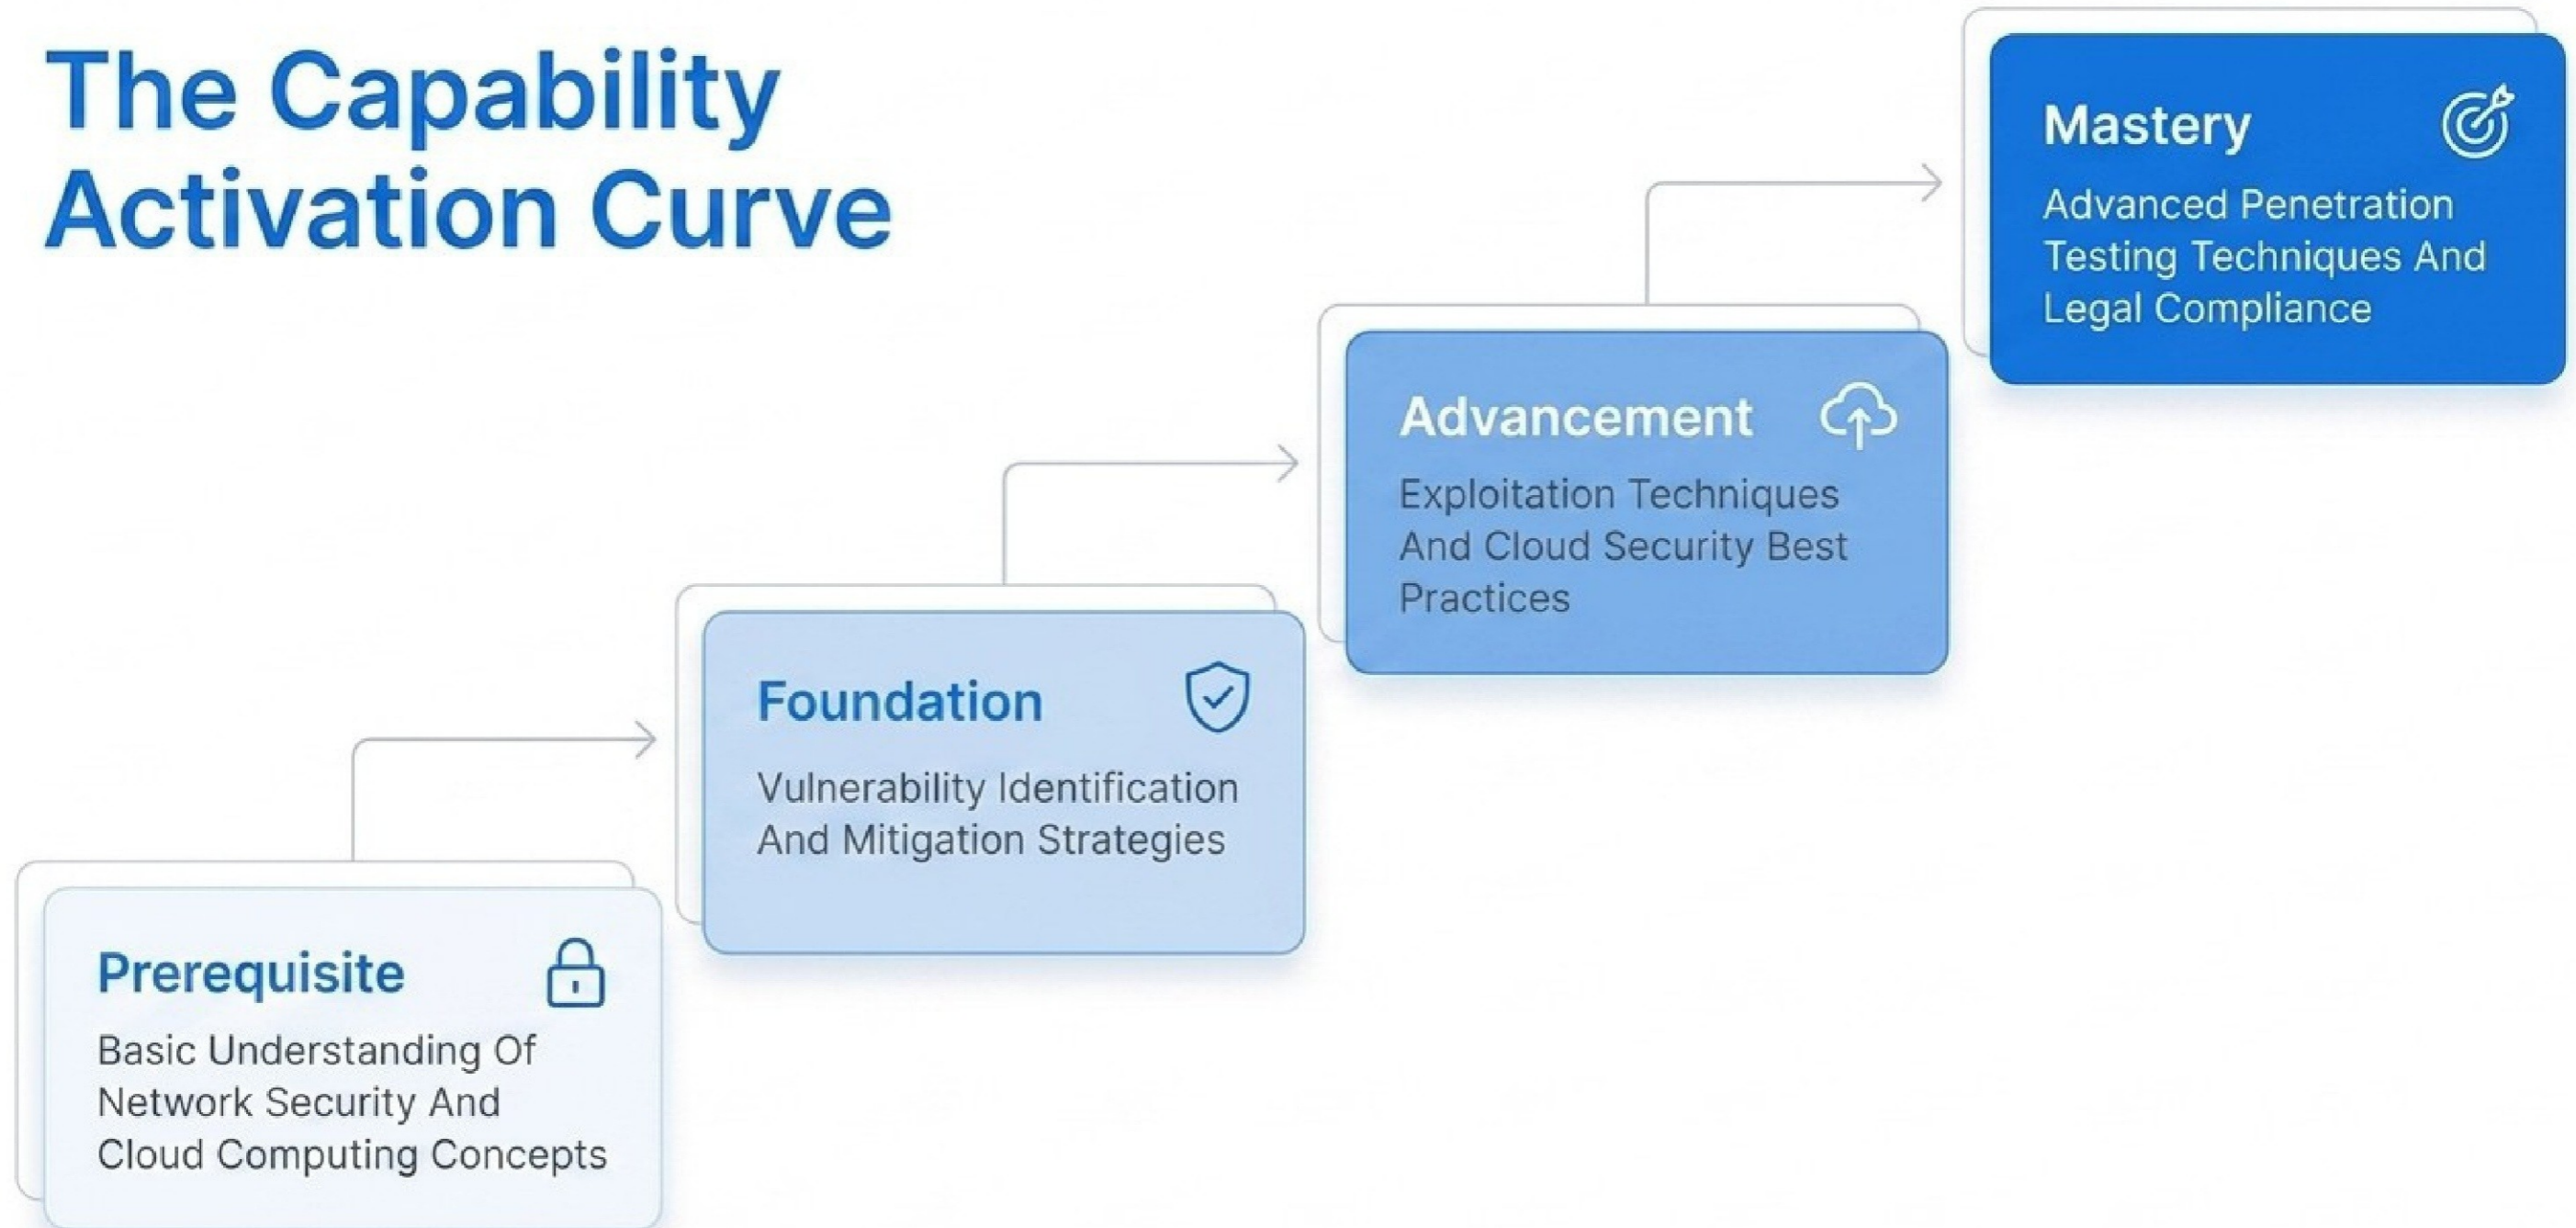 The Capability
Activation Curve
Mastery
Advanced Penetration
Testing Techniques And
Legal Compliance
Advancement
Exploitation Techniques
And Cloud Security Best
Practices
Foundation
Vulnerability Identification
And Mitigation Strategies
Prerequisite
Basic Understanding Of
Network Security And
Cloud Computing Concepts